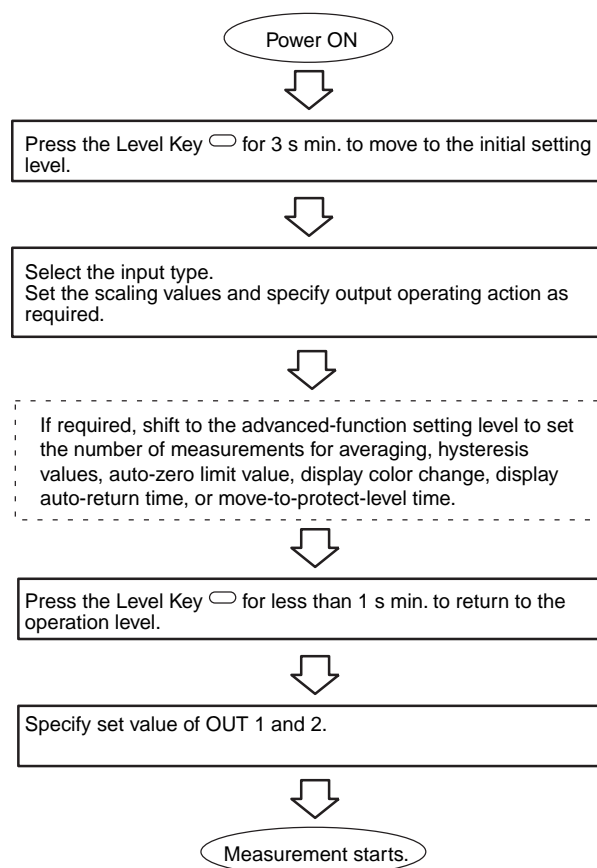 Power ON
Press the Level Key for 3 s min. to move to the initial setting
level.
Select the input type.
Set the scaling values and specify output operating action as
required.
If required, shift to the advanced-function setting level to set
the number of measurements for averaging, hysteresis
values, auto-zero limit value, display color change, display
auto-return time, or move-to-protect-level time.
Press the Level Key for less than 1 s min. to return to the
operation level.
Specify set value of OUT 1 and 2.
Measurement starts.